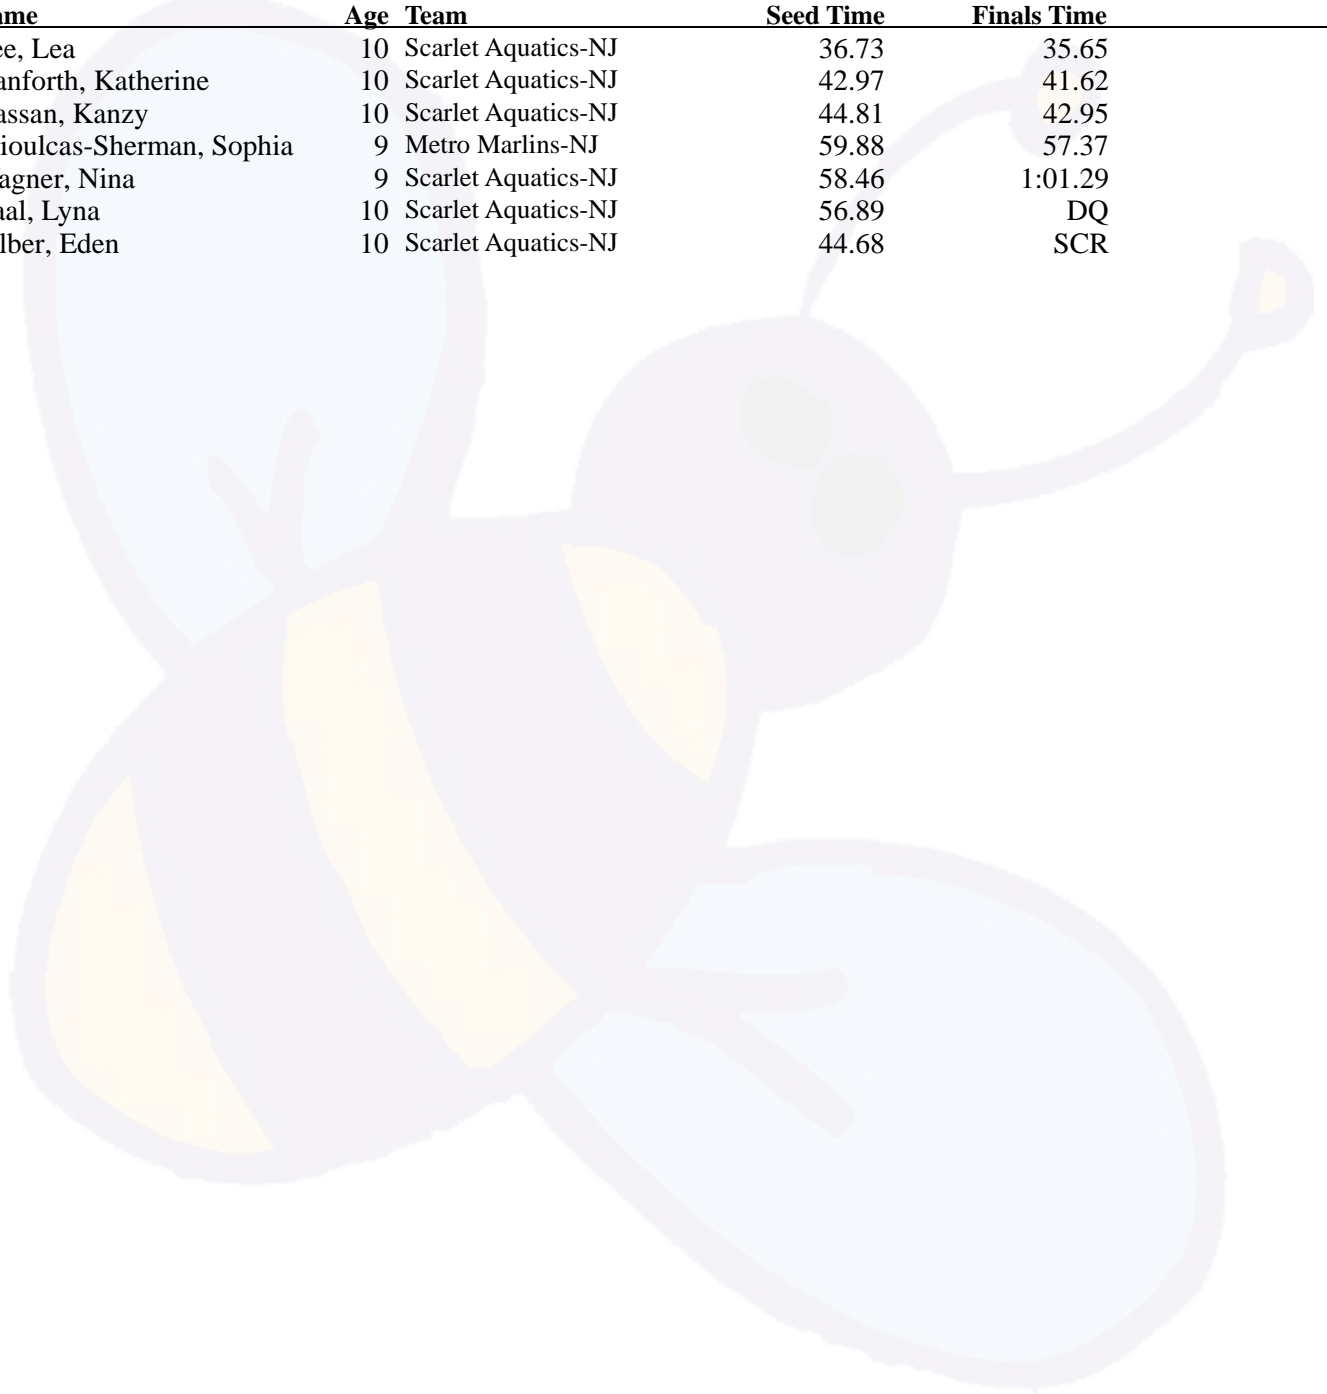 ame Age Team Seed Time Finals Time
ee, Lea 10 Scarlet Aquatics-NJ 36.73 35.65
anforth, Katherine 10 Scarlet Aquatics-NJ 42.97 41.62
assan, Kanzy 10 Scarlet Aquatics-NJ 44.81 42.95
ioulcas-Sherman, Sophia 9 Metro Marlins-NJ 59.88 57.37
agner, Nina 9 Scarlet Aquatics-NJ 58.46 1:01.29
aal, Lyna 10 Scarlet Aquatics-NJ 56.89 DQ
lber, Eden 10 Scarlet Aquatics-NJ 44.68 SCR